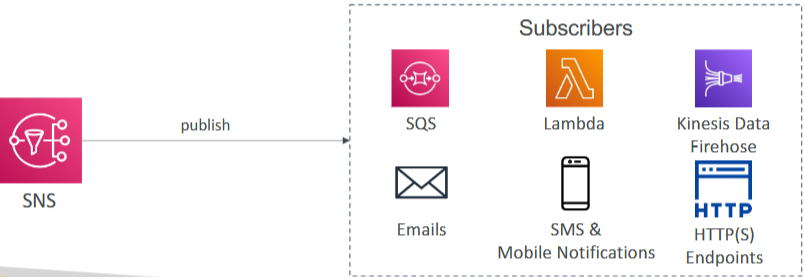 Subscribers
publish
SNS
SQS
Lambda
Kinesis Data
Firehose
Emails
SMS &
Mobile Notifications
HTTP
HTTP(S)
Endpoints